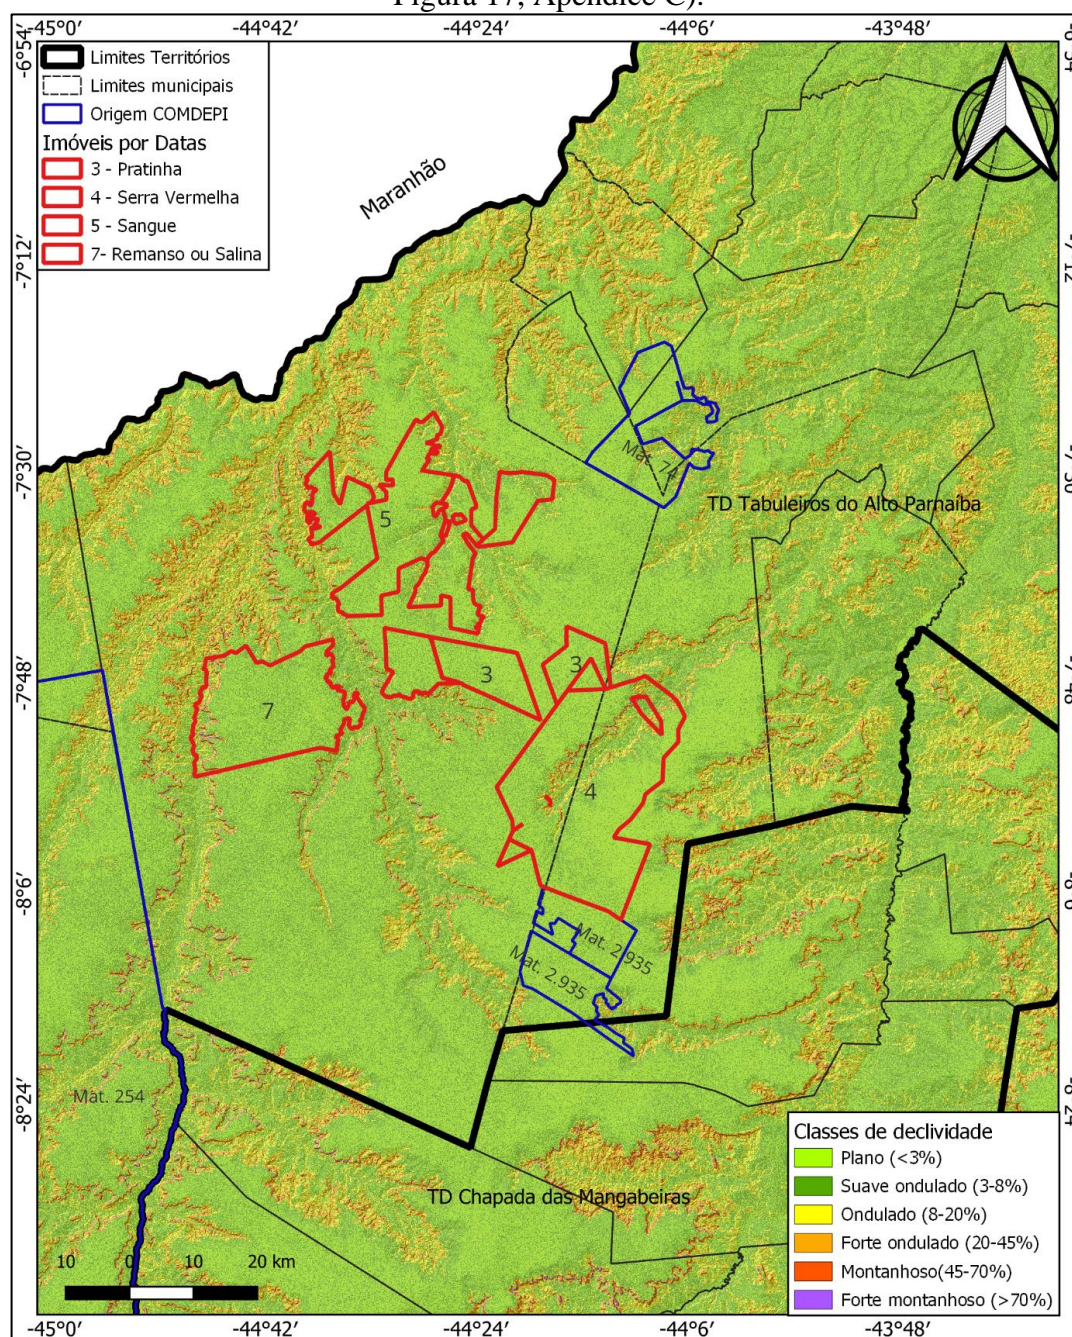 Figura 17, Apêndice C).
-45°0′ -44°42′ -44°24′ -44°6′ -43°48′
-6°54′
Limites Territórios
Limites municipais
Origem COMDEPI
Imóveis por Datas
3 - Pratinha
4 - Serra Vermelha
5 - Sangue
7- Remanso ou Salina
Maranhão
-7°12′
-7°30′
Mat. 74
TD Tabuleiros do Alto Parnaíba
5
3
3
-7°48′
7
4
-8°6′
Mat. 2.935
Mat. 2.935
-8°24′
Mat. 254
TD Chapada das Mangabeiras
10 0 10 20 km
Classes de declividade
Plano (<3%)
Suave ondulado (3-8%)
Ondulado (8-20%)
Forte ondulado (20-45%)
Montanhoso(45-70%)
Forte montanhoso (>70%)
-45°0′ -44°42′ -44°24′ -44°6′ -43°48′